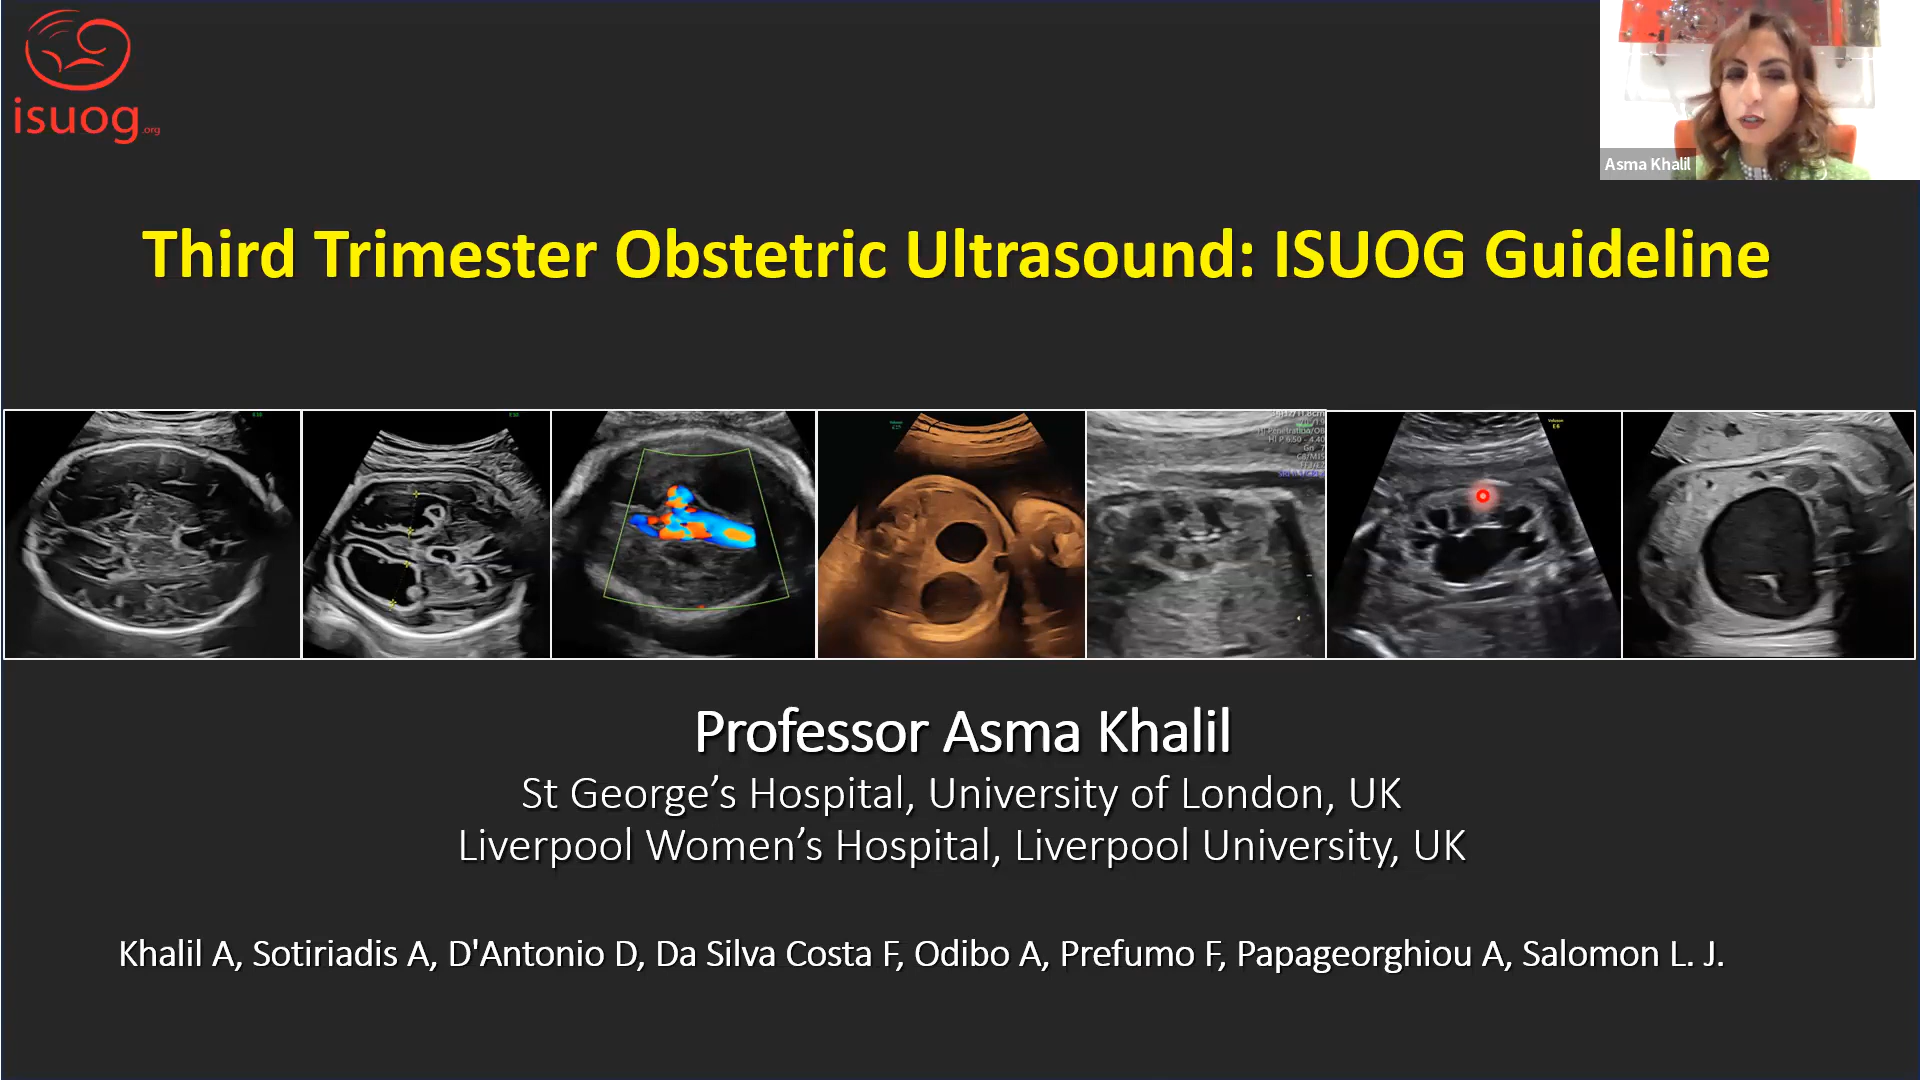 isuog.org
Asma Khalil
Third Trimester Obstetric Ultrasound: ISUOG Guideline
Professor Asma Khalil
St George’s Hospital, University of London, UK
Liverpool Women’s Hospital, Liverpool University, UK
Khalil A, Sotiriadis A, D'Antonio D, Da Silva Costa F, Odibo A, Prefumo F, Papageorghiou A, Salomon L. J.